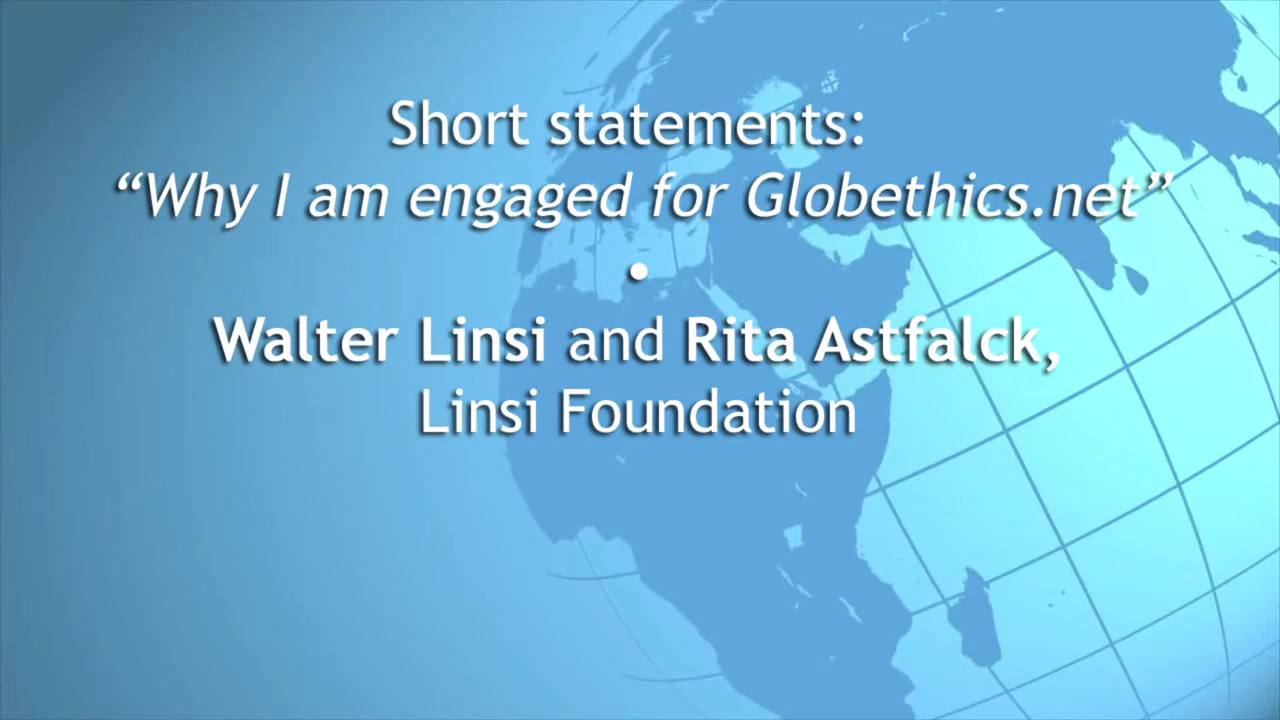 Short statements:
“Why I am engaged for Globethics.net”
•
Walter Linsi and Rita Astfalck,
Linsi Foundation